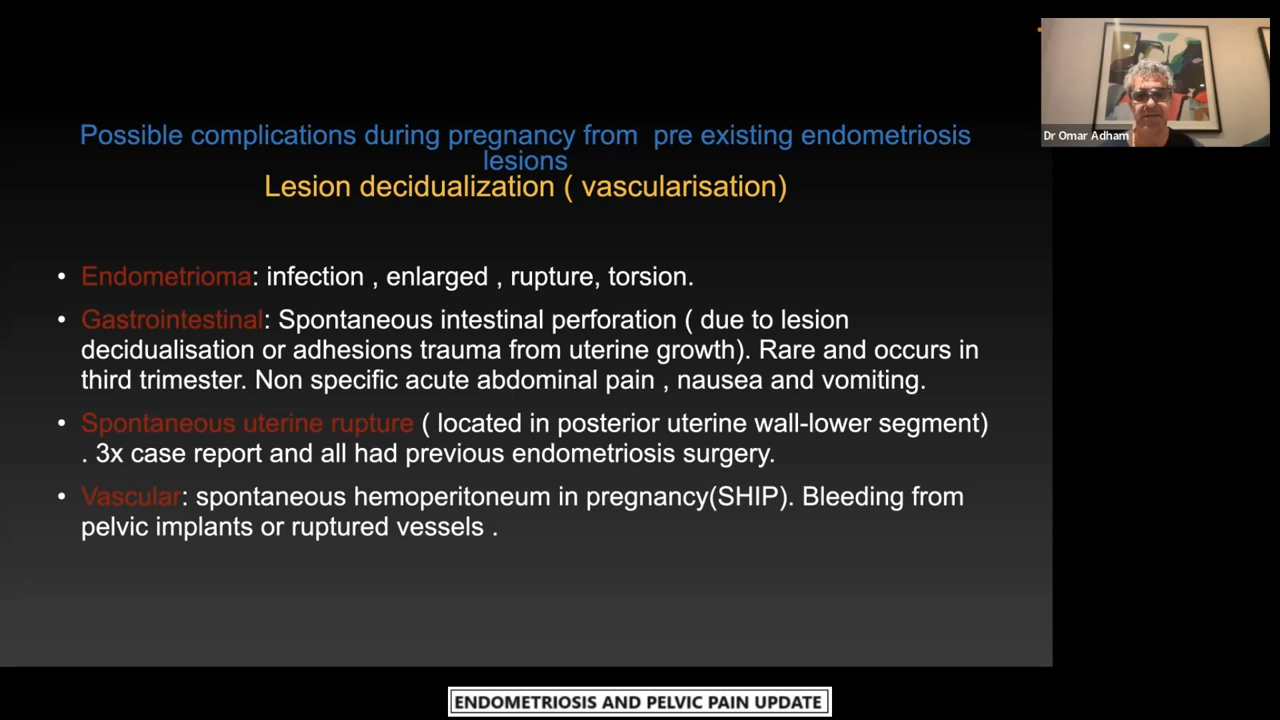 Possible complications during pregnancy from  pre existing endometriosis
lesions
Lesion decidualization ( vascularisation)
• Endometrioma: infection , enlarged , rupture, torsion.
• Gastrointestinal: Spontaneous intestinal perforation ( due to lesion
decidualisation or adhesions trauma from uterine growth). Rare and occurs in
third trimester. Non specific acute abdominal pain , nausea and vomiting.
• Spontaneous uterine rupture ( located in posterior uterine wall-lower segment)
. 3x case report and all had previous endometriosis surgery.
• Vascular: spontaneous hemoperitoneum in pregnancy(SHIP). Bleeding from
pelvic implants or ruptured vessels .
Dr Omar Adham
ENDOMETRIOSIS AND PELVIC PAIN UPDATE